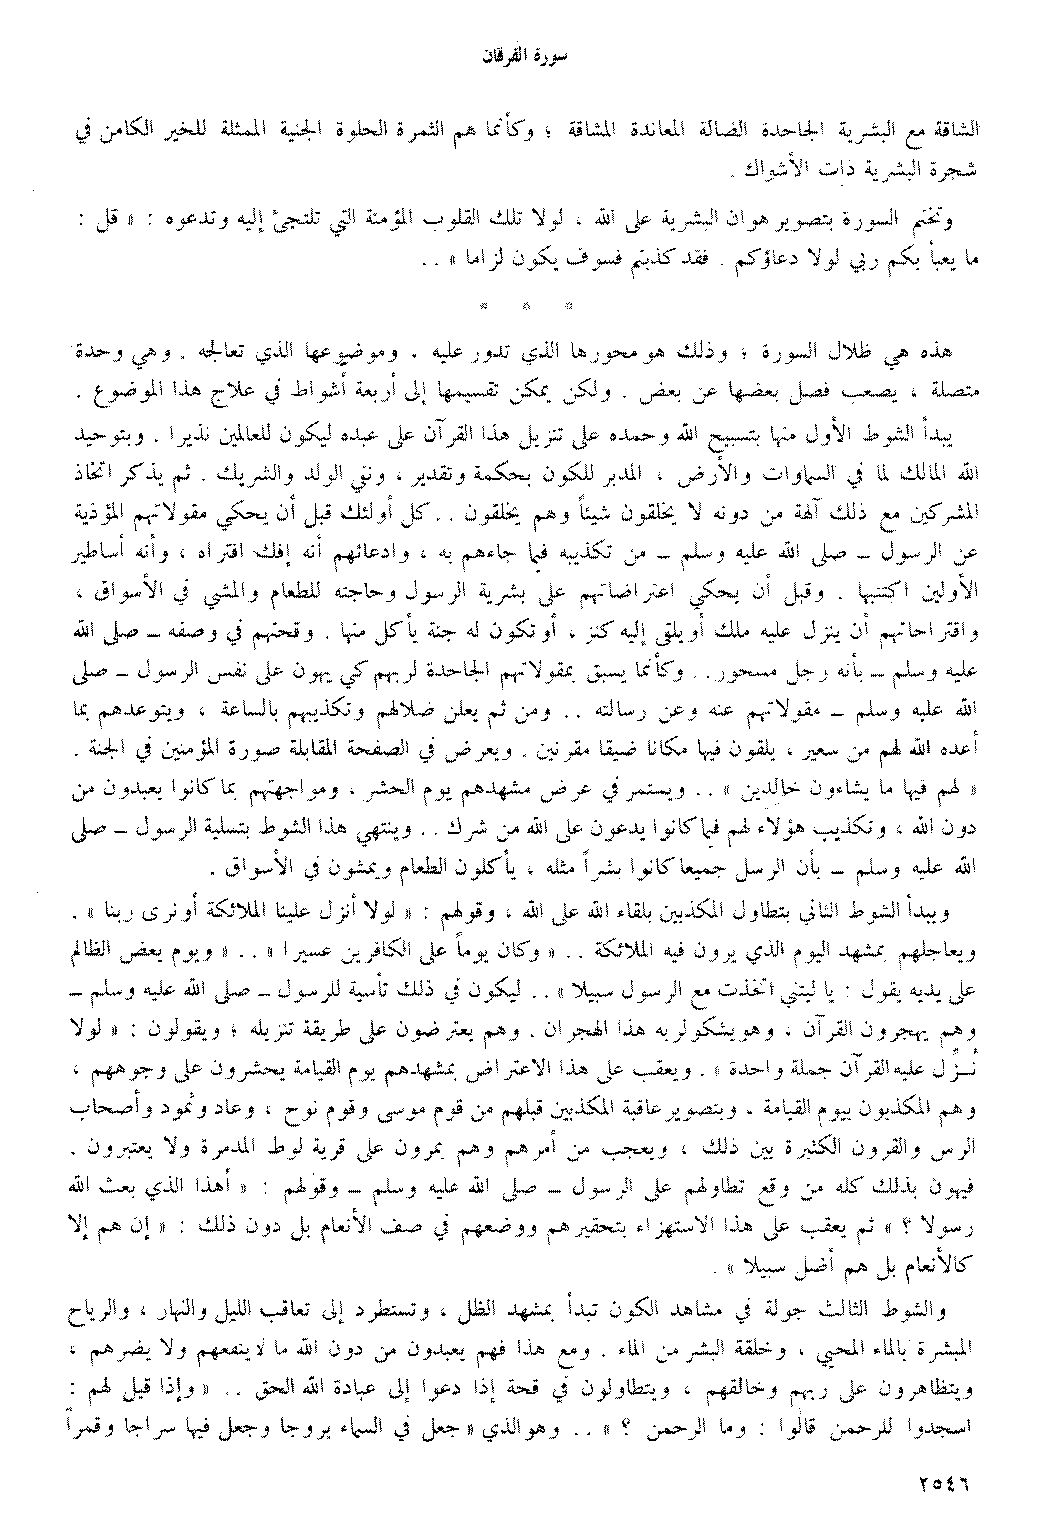 سورة الفرقان
الشاقة مع البشرية الجاحدة الضالة المعاندة المشاقة ؛ وكأنما هم الثمرة الحلوة الجنية الممثلة للخير الكامن في
شجرة البشرية ذات الأشواك .
وتختم السورة بتصوير هوان البشرية على الله ، لولا تلك القلوب المؤمنة التي تلتجئ إليه وتدعوه : « قل :
ما يعبأ بكم ربي لولا دعاؤكم . فقد كذبتم فسوف يكون لزاما » . .
* * *
هذه هي ظلال السورة ؛ وذلك هو محورها الذي تدور عليه . وموضوعها الذي تعالجه . وهي وحدة
متصلة ، يصعب فصل بعضها عن بعض . ولكن يمكن تقسيمها إلى أربعة أشواط في علاج هذا الموضوع .
يبدأ الشوط الأول منها بتسبيح الله وحمده على تنزيل هذا القرآن على عبده ليكون للعالمين نذيرا . وبتوحيد
الله المالك لما في السماوات والأرض ، المدبر للكون بحكمة وتقدير ، ونفي الولد والشريك . ثم يذكر اتخاذ
المشركين مع ذلك آلهة من دونه لا يخلقون شيئاً وهم يخلقون . . كل أولئك قبل أن يحكي مقولاتهم المؤذية
عن الرسول – صلى الله عليه وسلم – من تكذيبه فيما جاءهم به ، وادعائهم أنه إفك افتراه ، وأنه أساطير
الأولين اكتتبها . وقبل أن يحكي اعتراضاتهم على بشرية الرسول وحاجته للطعام والمشي في الأسواق ،
واقتراحاتهم أن ينزل عليه ملك أو يلقى إليه كنز ، أو تكون له جنة يأكل منها . وقحتهم في وصفه – صلى الله
عليه وسلم – بأنه رجل مسحور . . وكأنما يسبق بمقولاتهم الجاحدة لربهم كي يهون على نفس الرسول – صلى
الله عليه وسلم – مقولاتهم عنه وعن رسالته . . ومن ثم يعلن ضلالهم وتكذيبهم بالساعة ، ويتوعدهم بما
أعده الله لهم من سعير ، يلقون فيها مكانا ضيقا مقرنين . ويعرض في الصفحة المقابلة صورة المؤمنين في الجنة .
« لهم فيها ما يشاءون خالدين » . . ويستمر في عرض مشهدهم يوم الحشر ، ومواجهتهم بما كانوا يعبدون من
دون الله ، وتكذيب هؤلاء لهم فيما كانوا يدعون على الله من شرك . . وينتهي هذا الشوط بتسلية الرسول – صلى
الله عليه وسلم – بأن الرسل جميعا كانوا بشراً مثله ، يأكلون الطعام ويمشون في الأسواق .
ويبدأ الشوط الثاني بتطاول المكذبين بلقاء الله على الله ، وقولهم : « لولا أنزل علينا الملائكة أو نرى ربنا » .
ويعاجلهم بمشهد اليوم الذي يرون فيه الملائكة . . « وكان يوماً على الكافرين عسيرا » . . « ويوم يعض الظالم
على يديه يقول : يا ليتني اتخذت مع الرسول سبيلا » . . ليكون في ذلك تأسية للرسول – صلى الله عليه وسلم –
وهم يهجرون القرآن ، وهو يشكو لربه هذا الهجران . وهم يعترضون على طريقة تنزيله ؛ ويقولون : « لولا
نُزِّل عليه القرآن جملة واحدة » . ويعقب على هذا الاعتراض بمشهدهم يوم القيامة يحشرون على وجوههم ،
وهم المكذبون بيوم القيامة ، وبتصوير عاقبة المكذبين قبلهم من قوم موسى وقوم نوح ، وعاد وثمود وأصحاب
الرس والقرون الكثيرة بين ذلك ، ويعجب من أمرهم وهم يمرون على قرية لوط المدمرة ولا يعتبرون .
فيهون بذلك كله من وقع تطاولهم على الرسول – صلى الله عليه وسلم – وقولهم : « أهذا الذي بعث الله
رسولا ؟ » ثم يعقب على هذا الاستهزاء بتحقيرهم ووضعهم في صف الأنعام بل دون ذلك : « إن هم إلا
كالأنعام بل هم أضل سبيلا » .
والشوط الثالث جولة في مشاهد الكون تبدأ بمشهد الظل ، وتستطرد إلى تعاقب الليل والنهار ، والرياح
المبشرة بالماء المحيي ، وخلقة البشر من الماء . ومع هذا فهم يعبدون من دون الله ما لا ينفعهم ولا يضرهم ،
ويتظاهرون على ربهم وخالقهم ، ويتطاولون في قحة إذا دعوا إلى عبادة الله الحق . . « وإذا قيل لهم :
اسجدوا للرحمن قالوا : وما الرحمن ؟ » . . وهو الذي « جعل في السماء بروجا وجعل فيها سراجا وقمراً
٢٥٤٦